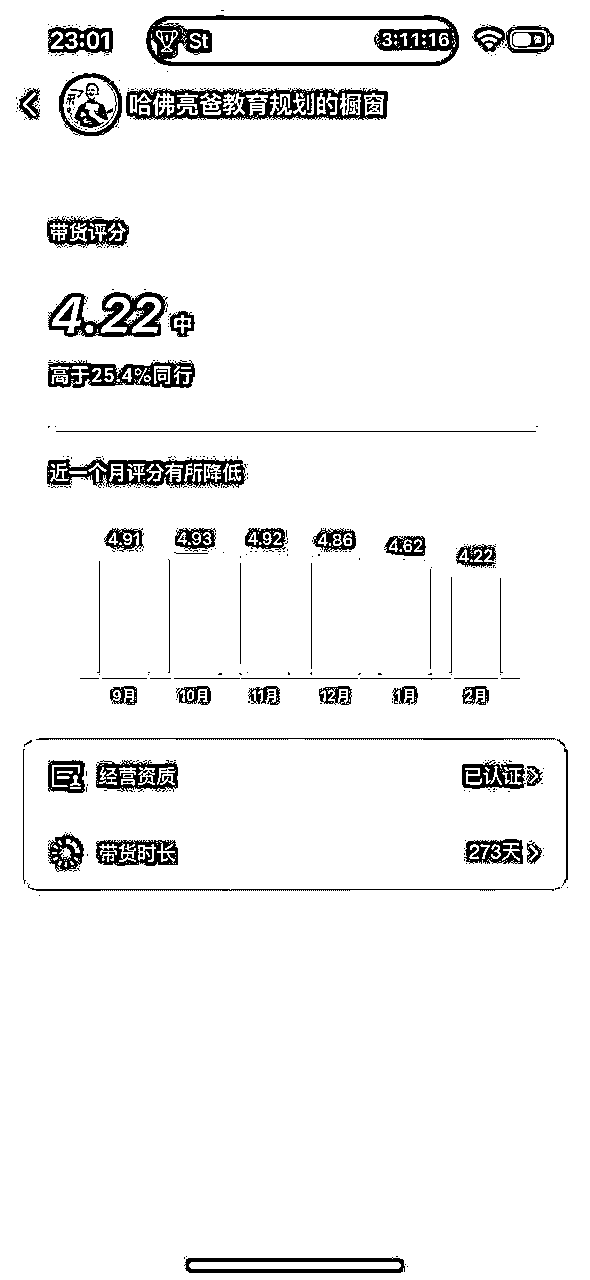 23:01 St 3:11:16
哈佛亮爸教育规划的橱窗
带货评分
4.22 中
高于25.4%同行
近一个月评分有所降低
4.91 4.93 4.92 4.86 4.62 4.22
9月 10月 11月 12月 1月 2月
经营资质 已认证
带货时长 273天